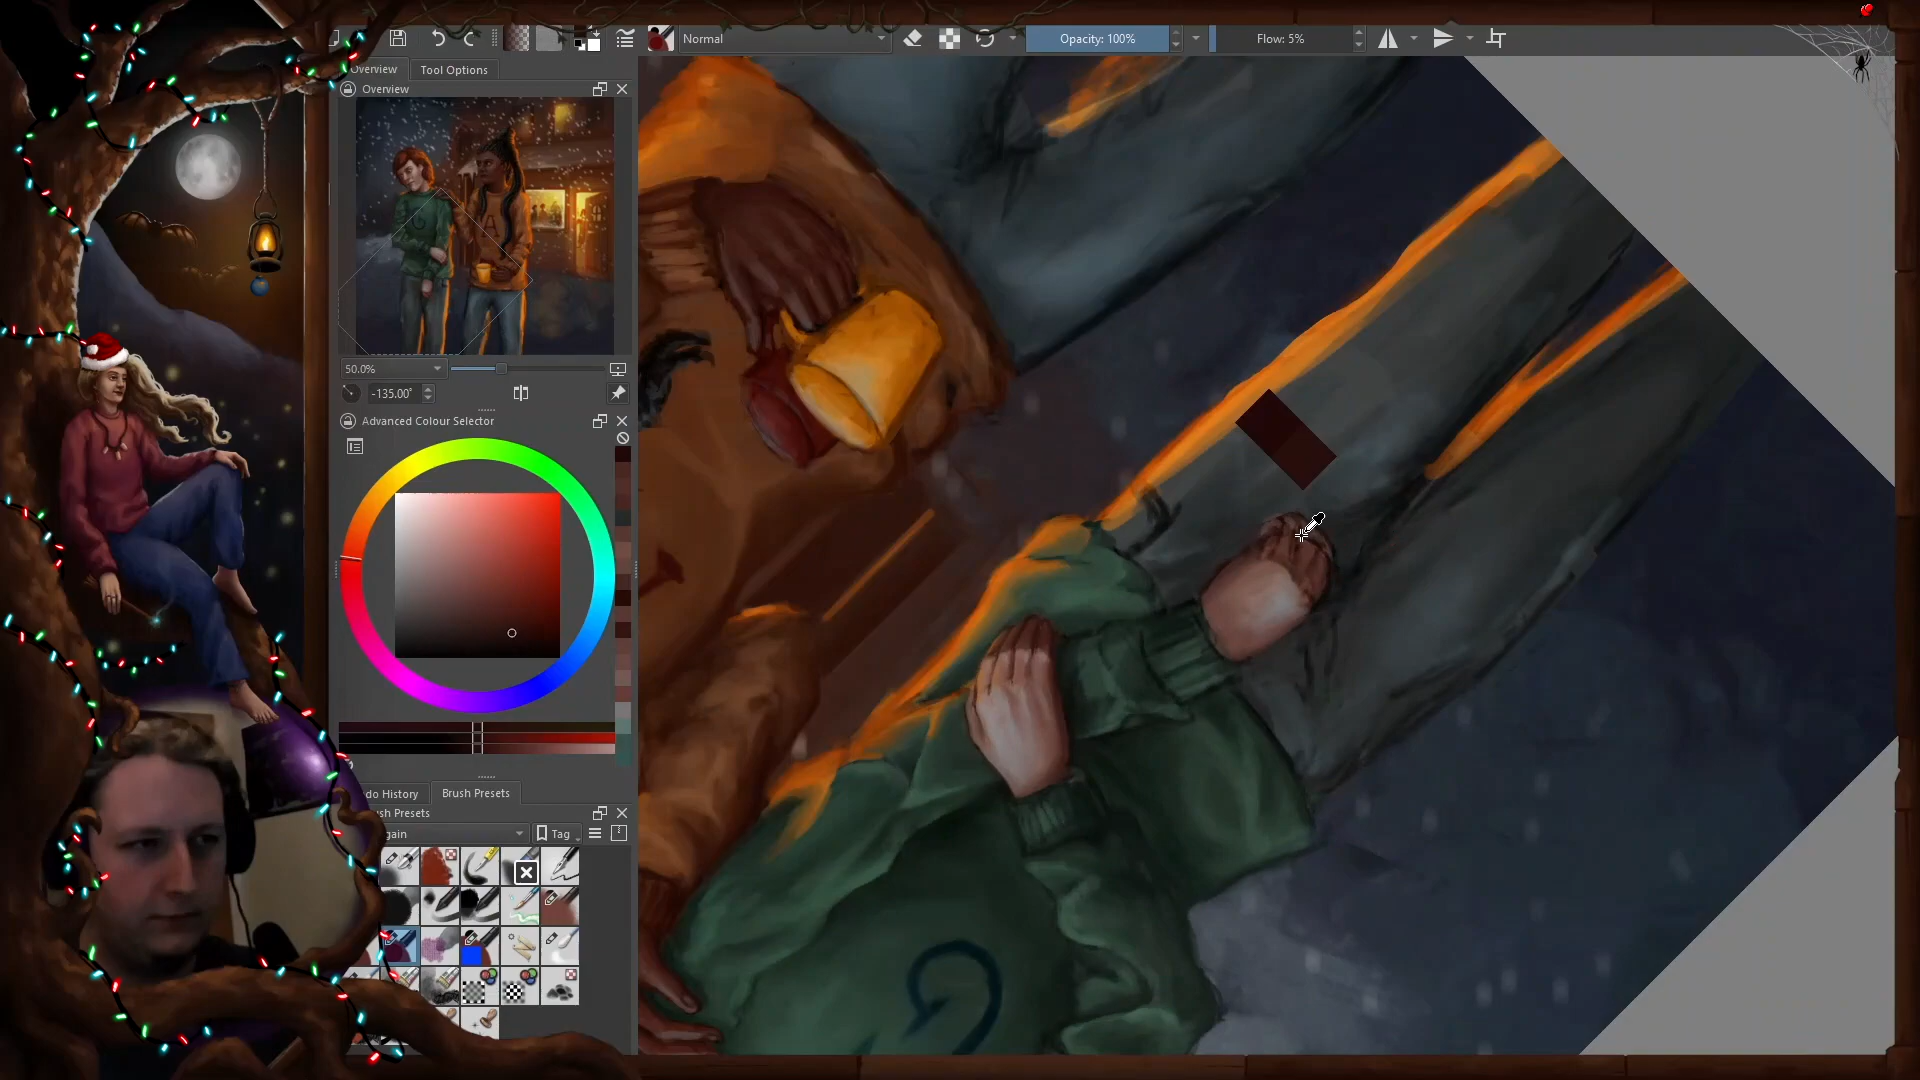 Normal
Opacity: 100%
Flow: 5%
Overview
Tool Options
Overview
50.0%
-135.00°
Advanced Colour Selector
do History
Brush Presets
sh Presets
gain
Tag